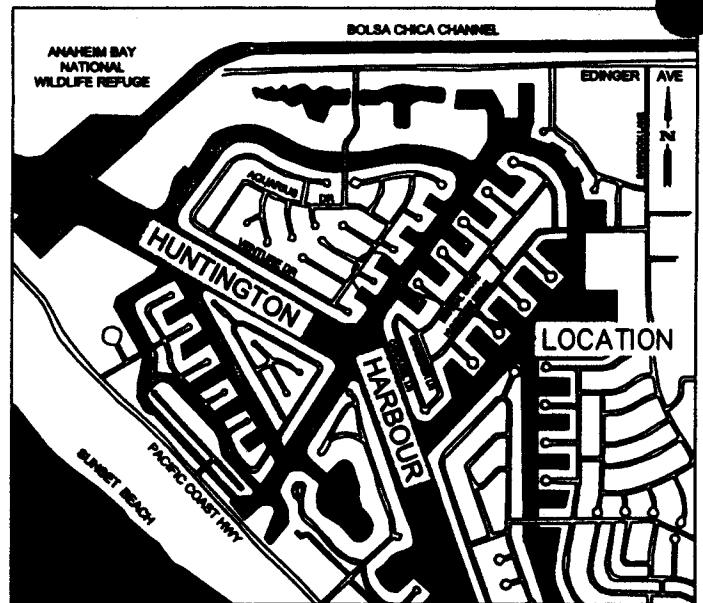 BOLSA CHICA CHANNEL
ANAHEIM BAY
NATIONAL
WILDLIFE REFUGE
EDINGER AVE
N
AQUARIUS
DR.
VENTURE DR.
HUNTINGTON
LOCATION
HARBOUR
PACIFIC COAST HWY
SUNSET BEACH